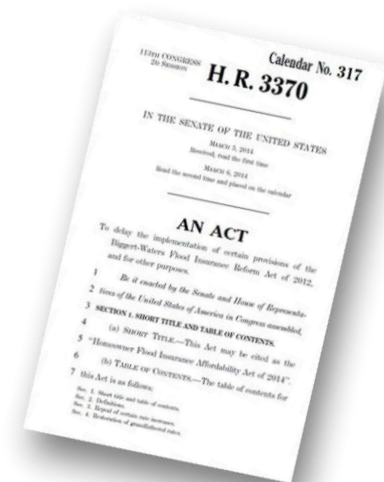 113TH CONGRESS
2D SESSION
Calendar No. 317
H. R. 3370
IN THE SENATE OF THE UNITED STATES
MARCH 5, 2014
Received; read the first time
MARCH 6, 2014
Read the second time and placed on the calendar
AN ACT
To delay the implementation of certain provisions of the
Biggert-Waters Flood Insurance Reform Act of 2012,
and for other purposes.
1 Be it enacted by the Senate and House of Representa-
2 tives of the United States of America in Congress assembled,
3 SECTION 1. SHORT TITLE AND TABLE OF CONTENTS.
4 (a) SHORT TITLE.—This Act may be cited as the
5 “Homeowner Flood Insurance Affordability Act of 2014”.
6 (b) TABLE OF CONTENTS.—The table of contents for
7 this Act is as follows:
Sec. 1. Short title and table of contents.
Sec. 2. Definitions.
Sec. 3. Repeal of certain rate increases.
Sec. 4. Restoration of grandfathered rates.